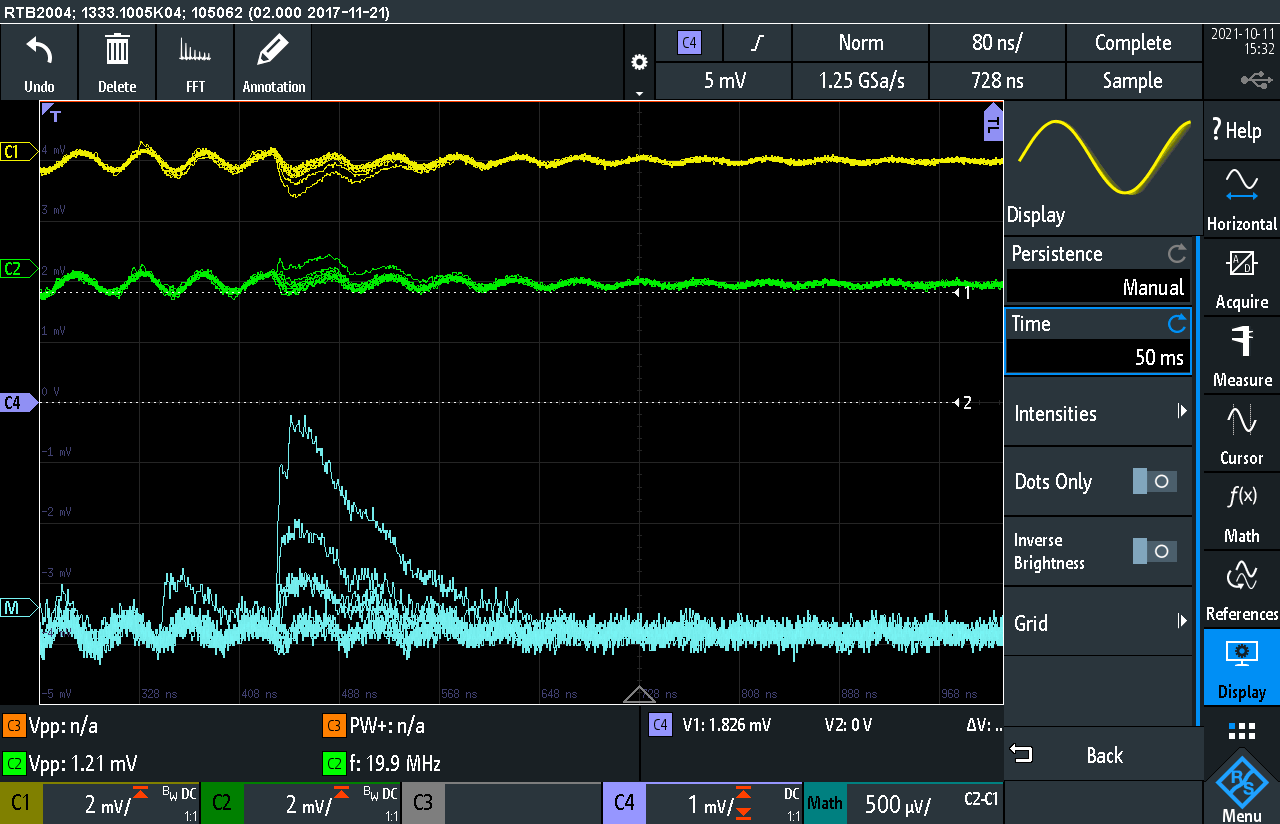 RTB2004; 1333.1005K04; 105062 (02.000 2017-11-21)
Undo
Delete
FFT
Annotation
C4
Norm
80 ns/
Complete
5 mV
1.25 GSa/s
728 ns
Sample
2021-10-11
15:32
T
TL
C1
4 mV
3 mV
C2
2 mV
1
1 mV
C4
0 V
2
-1 mV
-2 mV
-3 mV
M
-4 mV
-5 mV
328 ns
408 ns
488 ns
568 ns
648 ns
728 ns
808 ns
888 ns
968 ns
Display
Persistence
Manual
Time
50 ms
Intensities
Dots Only
Inverse
Brightness
Grid
Back
? Help
Horizontal
A
D
Acquire
Measure
Cursor
f(x)
Math
References
Display
R&S
Menu
C3 Vpp: n/a
C3 PW+: n/a
C4 V1: 1.826 mV
V2: 0 V
ΔV: ..
C2 Vpp: 1.21 mV
C2 f: 19.9 MHz
C1
2 mV/
BW DC
1:1
C2
2 mV/
BW DC
1:1
C3
C4
1 mV/
DC
1:1
Math
500 µV/
C2-C1